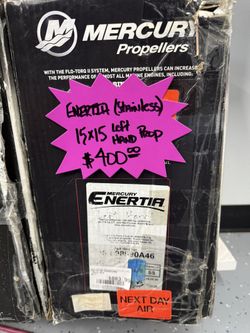 MERCURY
Propellers
WITH THE FLO-TORQ II SYSTEM, MERCURY PROPELLERS CAN INCREASE
THE PERFORMANCE OF MOST ALL MARINE ENGINES, INCLUDING
ENERTIA (Stainless)
15X15 Left
HAND Prop
$400.00
MERCURY
ENERTIA
NEXT DAY
AIR